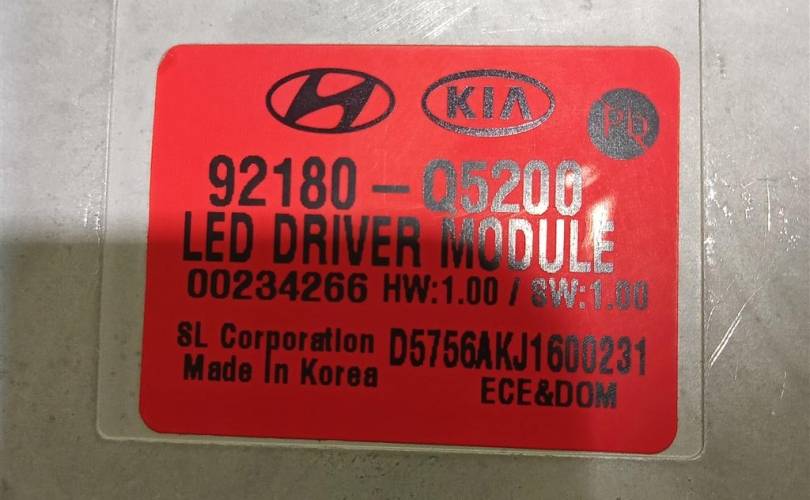 KIA Pb
92180-Q5200
LED DRIVER MODULE
00234266 HW:1.00 / SW:1.00
SL Corporation D5756AKJ1600231
Made In Korea
ECE&DOM